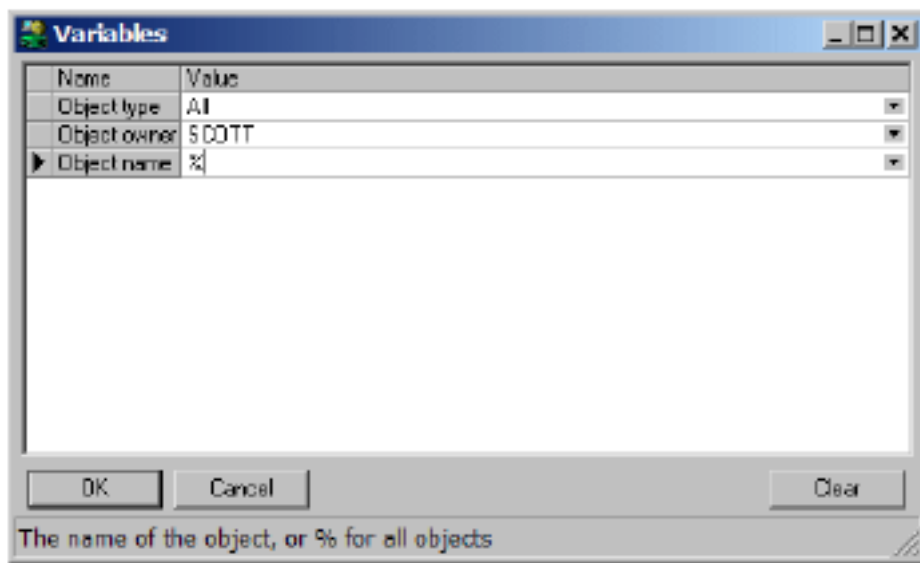 Variables
Name Value
Object type All
Object owner SCOTT
Object name %
OK Cancel Clear
The name of the object, or % for all objects